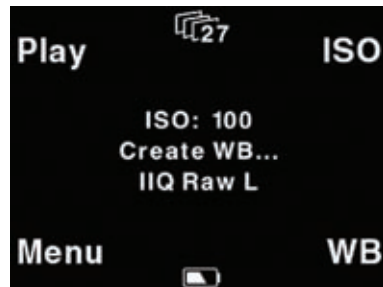 27
Play
ISO
ISO: 100
Create WB...
IIQ Raw L
Menu
WB